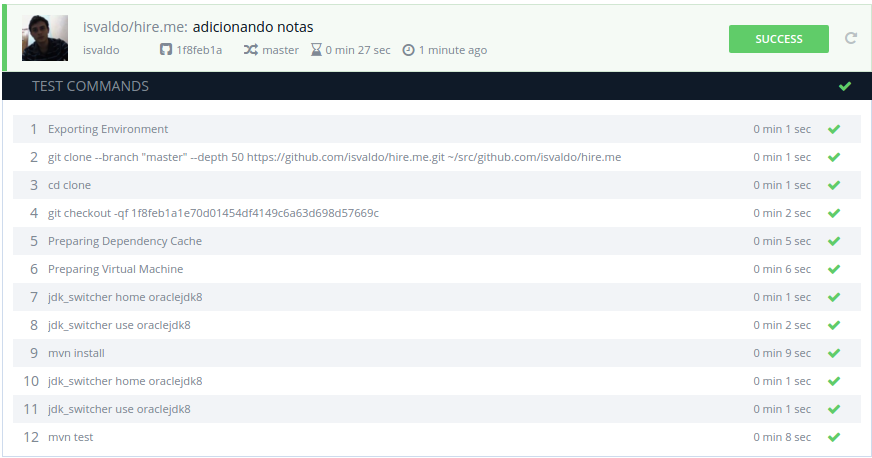 isvaldo/hire.me: adicionando notas
isvaldo 1f8feb1a master 0 min 27 sec 1 minute ago
SUCCESS
TEST COMMANDS
1 Exporting Environment 0 min 1 sec
2 git clone --branch "master" --depth 50 https://github.com/isvaldo/hire.me.git ~/src/github.com/isvaldo/hire.me 0 min 1 sec
3 cd clone 0 min 1 sec
4 git checkout -qf 1f8feb1a1e70d01454df4149c6a63d698d57669c 0 min 2 sec
5 Preparing Dependency Cache 0 min 5 sec
6 Preparing Virtual Machine 0 min 6 sec
7 jdk_switcher home oraclejdk8 0 min 1 sec
8 jdk_switcher use oraclejdk8 0 min 2 sec
9 mvn install 0 min 9 sec
10 jdk_switcher home oraclejdk8 0 min 1 sec
11 jdk_switcher use oraclejdk8 0 min 1 sec
12 mvn test 0 min 8 sec